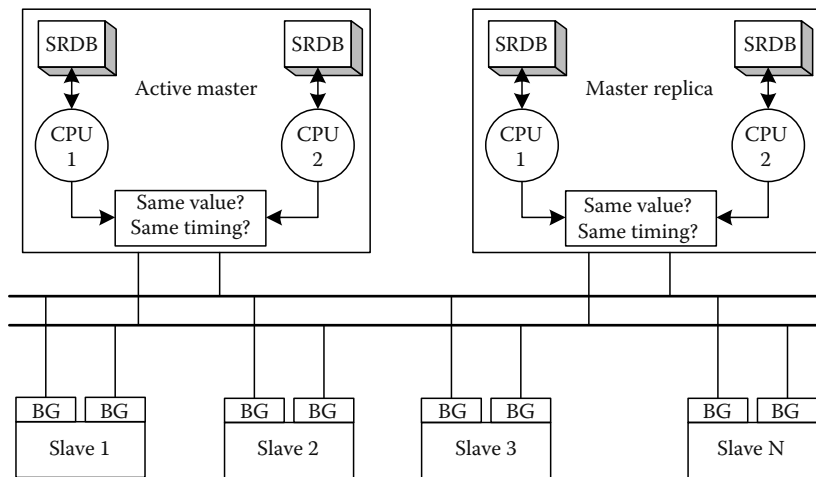 SRDB
SRDB
Active master
CPU
1
CPU
2
Same value?
Same timing?
SRDB
SRDB
Master replica
CPU
1
CPU
2
Same value?
Same timing?
BG
BG
Slave 1
BG
BG
Slave 2
BG
BG
Slave 3
BG
BG
Slave N